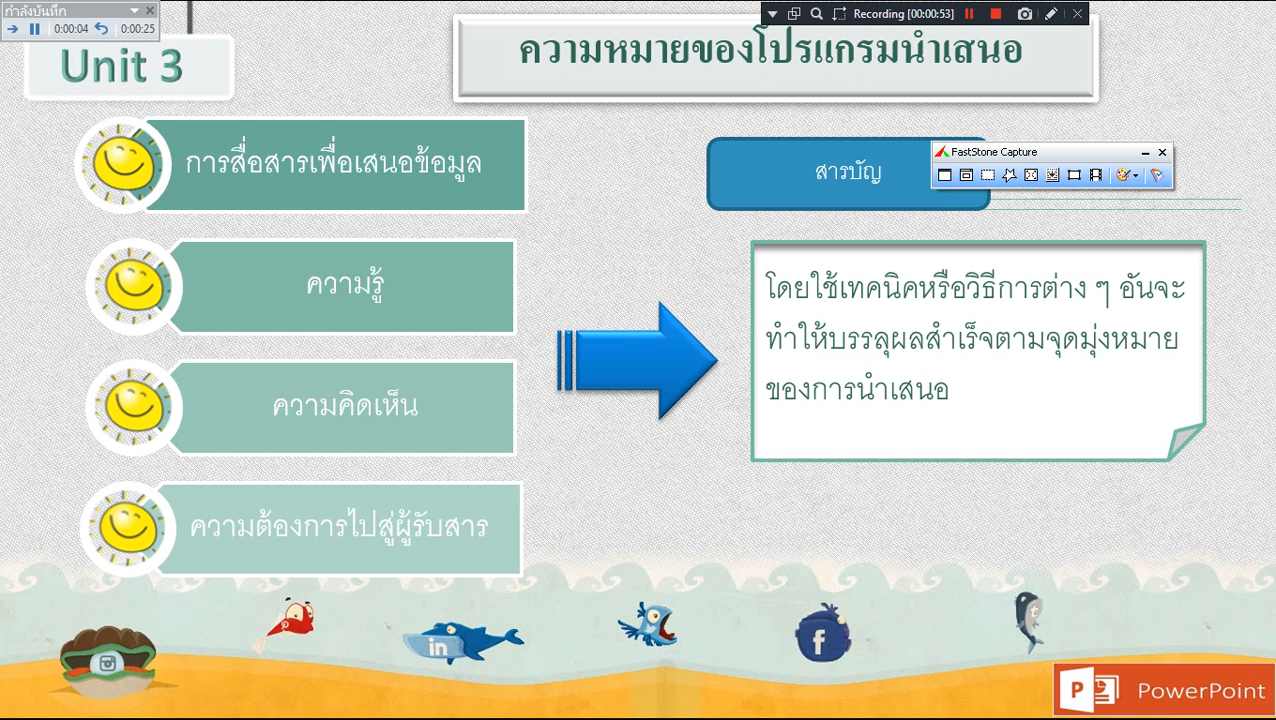 กำลังบันทึก
0:00:04 0:00:25
Recording [00:00:53]
Unit 3
ความหมายของโปรแกรมนำเสนอ
การสื่อสารเพื่อเสนอข้อมูล
ความรู้
ความคิดเห็น
ความต้องการไปสู่ผู้รับสาร
สารบัญ
FastStone Capture
โดยใช้เทคนิคหรือวิธีการต่าง ๆ อันจะ
ทำให้บรรลุผลสำเร็จตามจุดมุ่งหมาย
ของการนำเสนอ
in
f
t
P
PowerPoint